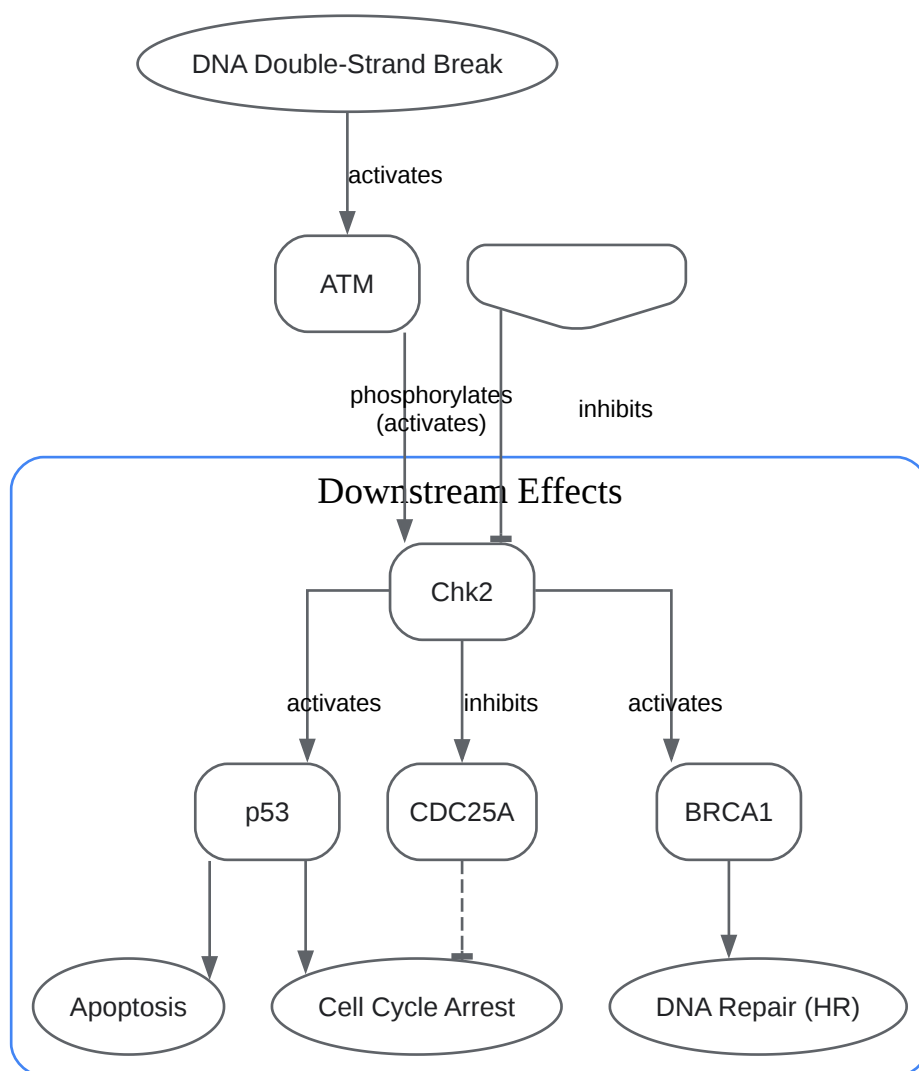 DNA Double-Strand Break
activates
ATM
phosphorylates
(activates)
inhibits
Downstream Effects
Chk2
activates
inhibits
activates
p53
CDC25A
BRCA1
Apoptosis
Cell Cycle Arrest
DNA Repair (HR)